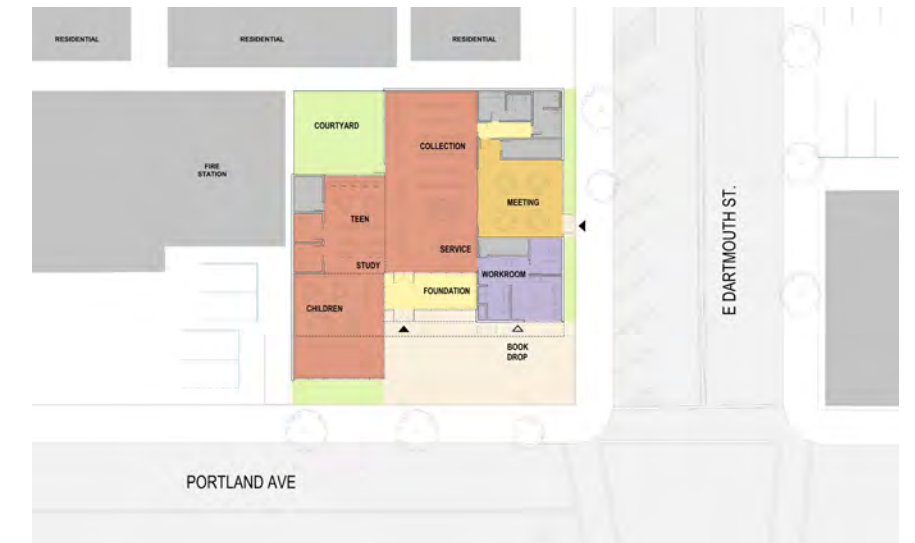 RESIDENTIAL
RESIDENTIAL
RESIDENTIAL
COURTYARD
COLLECTION
FIRE
STATION
MEETING
TEEN
E DARTMOUTH ST.
SERVICE
STUDY
WORKROOM
FOUNDATION
CHILDREN
BOOK
DROP
PORTLAND AVE